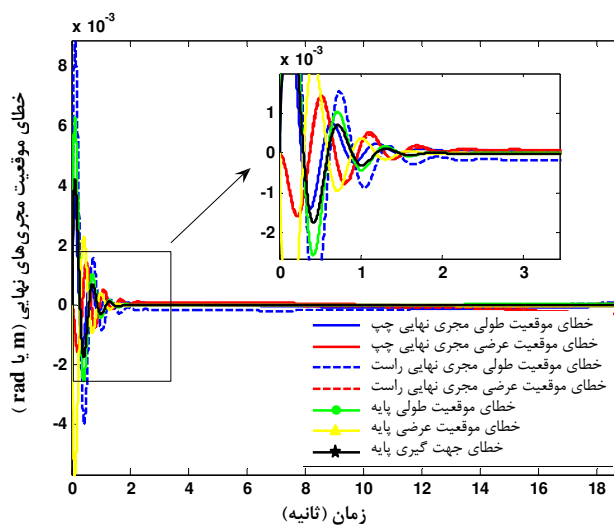 x 10^-3
8
6
4
2
0
-2
-4
0
2
4
6
8
10
12
14
16
18
x 10^-3
1
0
-1
-2
0
1
2
3
خطای موقعیت مجری‌های نهایی (m یا rad)
زمان (ثانیه)
خطای موقعیت طولی مجری نهایی چپ
خطای موقعیت عرضی مجری نهایی چپ
خطای موقعیت طولی مجری نهایی راست
خطای موقعیت عرضی مجری نهایی راست
خطای موقعیت طولی پایه
خطای موقعیت عرضی پایه
خطای جهت گیری پایه